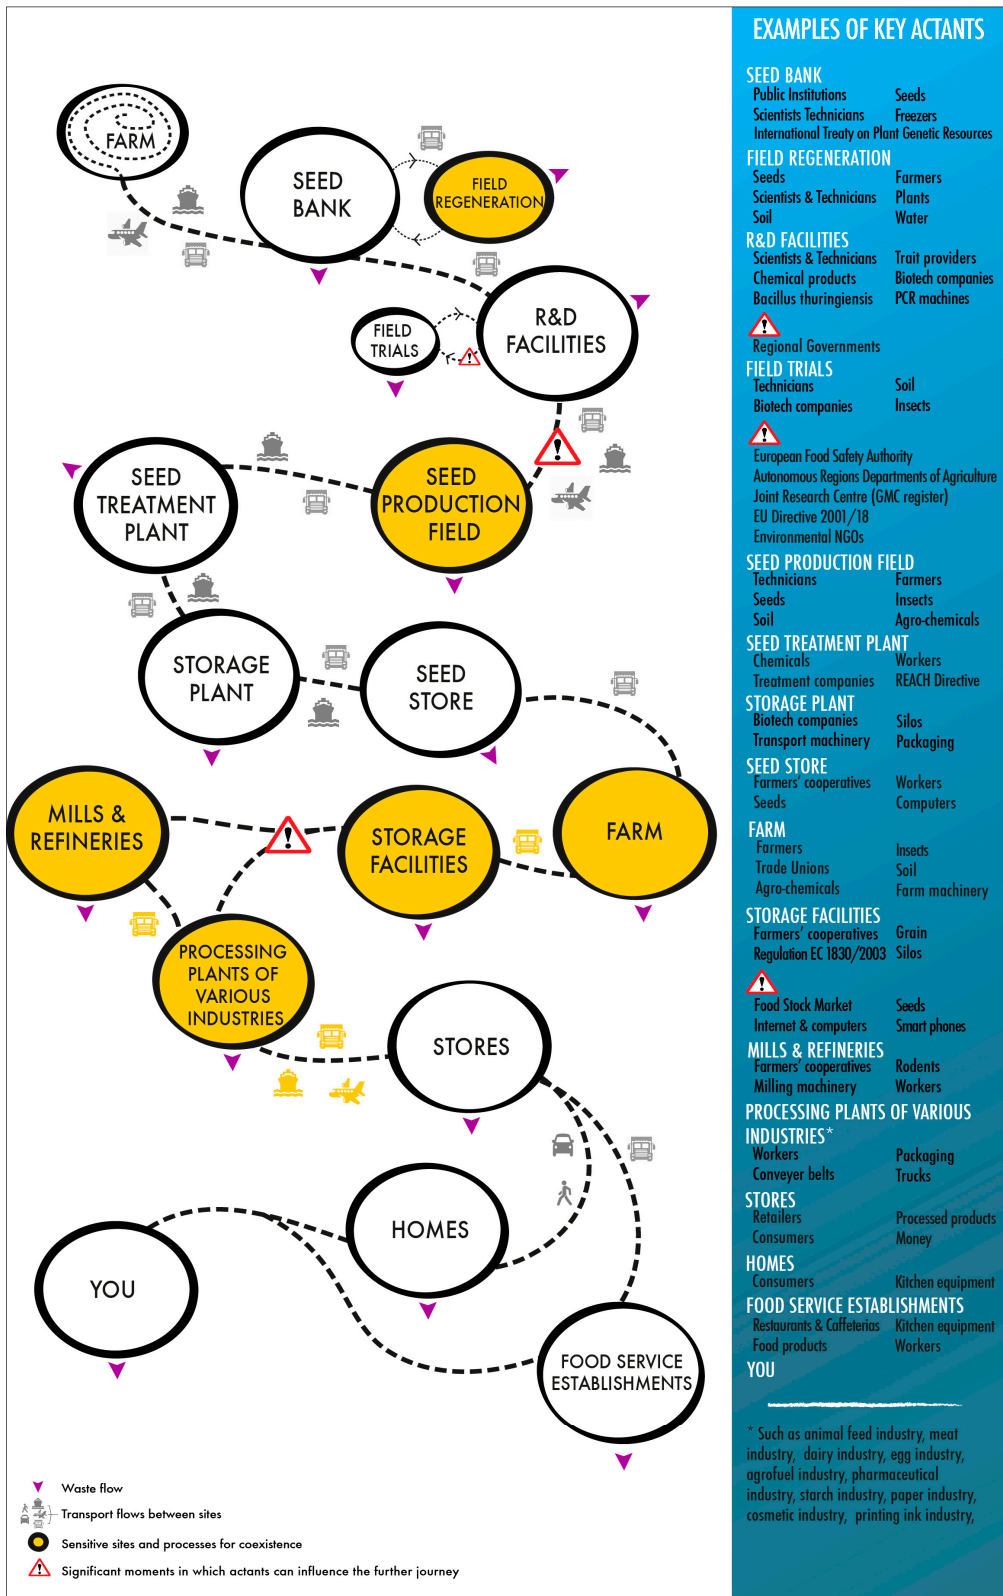 FARM
SEED
BANK
FIELD
REGENERATION
R&D
FACILITIES
FIELD
TRIALS
SEED
TREATMENT
PLANT
SEED
PRODUCTION
FIELD
STORAGE
PLANT
SEED
STORE
MILLS &
REFINERIES
STORAGE
FACILITIES
FARM
PROCESSING
PLANTS OF
VARIOUS
INDUSTRIES
STORES
HOMES
YOU
FOOD SERVICE
ESTABLISHMENTS
Waste flow
Transport flows between sites
Sensitive sites and processes for coexistence
Significant moments in which actants can influence the further journey
EXAMPLES OF KEY ACTANTS
SEED BANK
Public Institutions Seeds
Scientists Technicians Freezers
International Treaty on Plant Genetic Resources
FIELD REGENERATION
Seeds Farmers
Scientists & Technicians Plants
Soil Water
R&D FACILITIES
Scientists & Technicians Trait providers
Chemical products Biotech companies
Bacillus thuringiensis PCR machines
Regional Governments
FIELD TRIALS
Technicians Soil
Biotech companies Insects
European Food Safety Authority
Autonomous Regions Departments of Agriculture
Joint Research Centre (GMC register)
EU Directive 2001/18
Environmental NGOs
SEED PRODUCTION FIELD
Technicians Farmers
Seeds Insects
Soil Agro-chemicals
SEED TREATMENT PLANT
Chemicals Workers
Treatment companies REACH Directive
STORAGE PLANT
Biotech companies Silos
Transport machinery Packaging
SEED STORE
Farmers' cooperatives Workers
Seeds Computers
FARM
Farmers Insects
Trade Unions Soil
Agro-chemicals Farm machinery
STORAGE FACILITIES
Farmers' cooperatives Grain
Regulation EC 1830/2003 Silos
Food Stock Market Seeds
Internet & computers Smart phones
MILLS & REFINERIES
Farmers' cooperatives Rodents
Milling machinery Workers
PROCESSING PLANTS OF VARIOUS
INDUSTRIES*
Workers Packaging
Conveyer belts Trucks
STORES
Retailers Processed products
Consumers Money
HOMES
Consumers Kitchen equipment
FOOD SERVICE ESTABLISHMENTS
Restaurants & Caffeterias Kitchen equipment
Food products Workers
YOU
* Such as animal feed industry, meat
industry, dairy industry, egg industry,
agrofuel industry, pharmaceutical
industry, starch industry, paper industry,
cosmetic industry, printing ink industry,